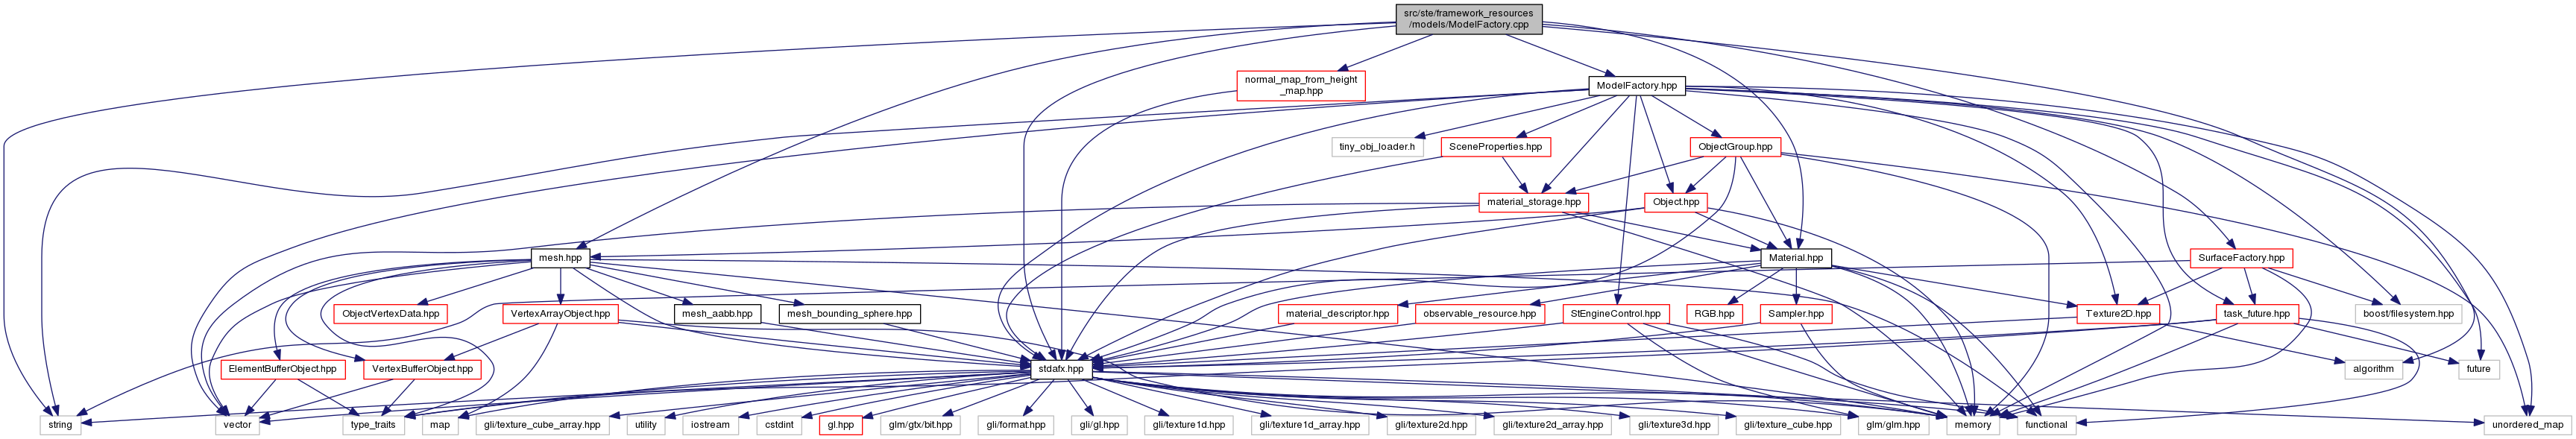 src/ste/framework_resources
/models/ModelFactory.cpp
normal_map_from_height
_map.hpp
ModelFactory.hpp
tiny_obj_loader.h
SceneProperties.hpp
ObjectGroup.hpp
material_storage.hpp
Object.hpp
mesh.hpp
Material.hpp
SurfaceFactory.hpp
ObjectVertexData.hpp
VertexArrayObject.hpp
mesh_aabb.hpp
mesh_bounding_sphere.hpp
material_descriptor.hpp
observable_resource.hpp
StEngineControl.hpp
RGB.hpp
Sampler.hpp
Texture2D.hpp
task_future.hpp
boost/filesystem.hpp
ElementBufferObject.hpp
VertexBufferObject.hpp
stdafx.hpp
algorithm
future
string
vector
type_traits
map
gli/texture_cube_array.hpp
utility
iostream
cstdint
gl.hpp
glm/gtx/bit.hpp
gli/format.hpp
gli/gl.hpp
gli/texture1d.hpp
gli/texture1d_array.hpp
gli/texture2d.hpp
gli/texture2d_array.hpp
gli/texture3d.hpp
gli/texture_cube.hpp
glm/glm.hpp
memory
functional
unordered_map